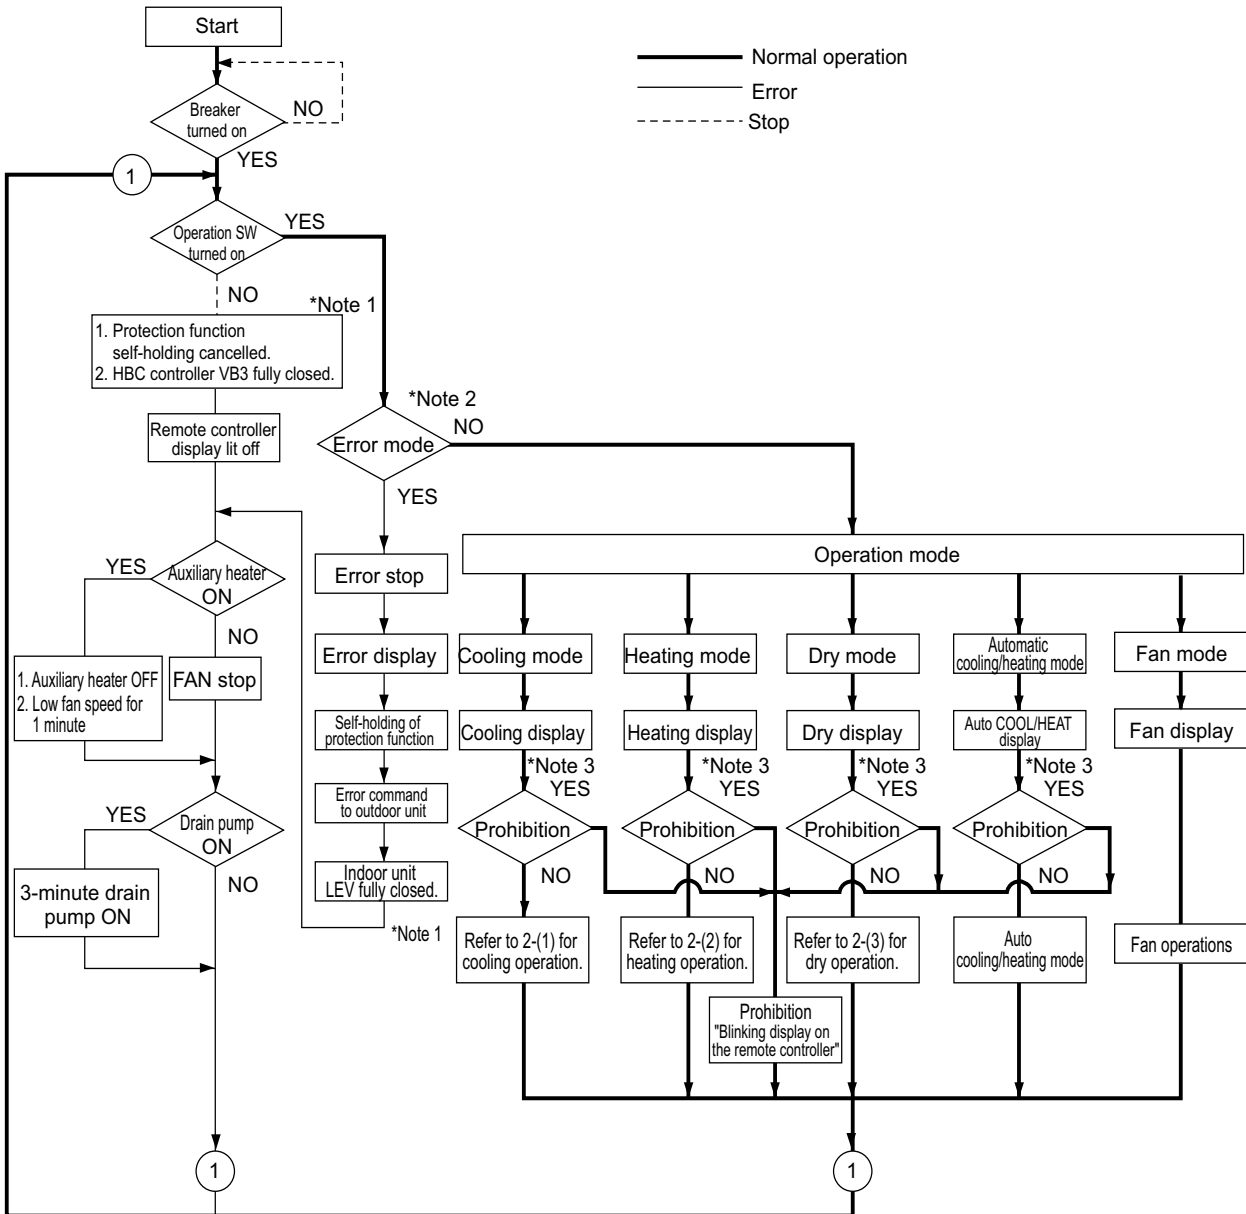 Start
Normal operation
Error
Stop
Breaker
turned on
NO
YES
1
Operation SW
turned on
YES
NO
*Note 1
1. Protection function
self-holding cancelled.
2. HBC controller VB3 fully closed.
*Note 2
Remote controller
display lit off
Error mode
NO
YES
Operation mode
Auxiliary heater
ON
YES
NO
Error stop
1. Auxiliary heater OFF
2. Low fan speed for
1 minute
FAN stop
Error display
Cooling mode
Heating mode
Dry mode
Automatic
cooling/heating mode
Fan mode
Self-holding of
protection function
Cooling display
Heating display
Dry display
Auto COOL/HEAT
display
Fan display
*Note 3
YES
*Note 3
YES
*Note 3
YES
*Note 3
YES
Error command
to outdoor unit
Drain pump
ON
YES
NO
Prohibition
Prohibition
Prohibition
Prohibition
NO
NO
NO
NO
3-minute drain
pump ON
Indoor unit
LEV fully closed.
*Note 1
Refer to 2-(1) for
cooling operation.
Refer to 2-(2) for
heating operation.
Refer to 2-(3) for
dry operation.
Auto
cooling/heating mode
Fan operations
Prohibition
"Blinking display on
the remote controller"
1
1